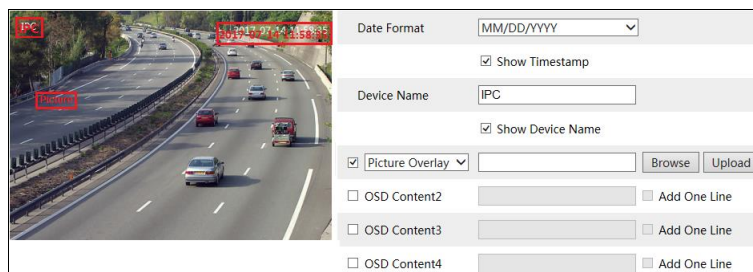 IPC
2017-07-14 11:58:35
Picture
Date Format MM/DD/YYYY
Show Timestamp
Device Name IPC
Show Device Name
Picture Overlay Browse Upload
OSD Content2 Add One Line
OSD Content3 Add One Line
OSD Content4 Add One Line